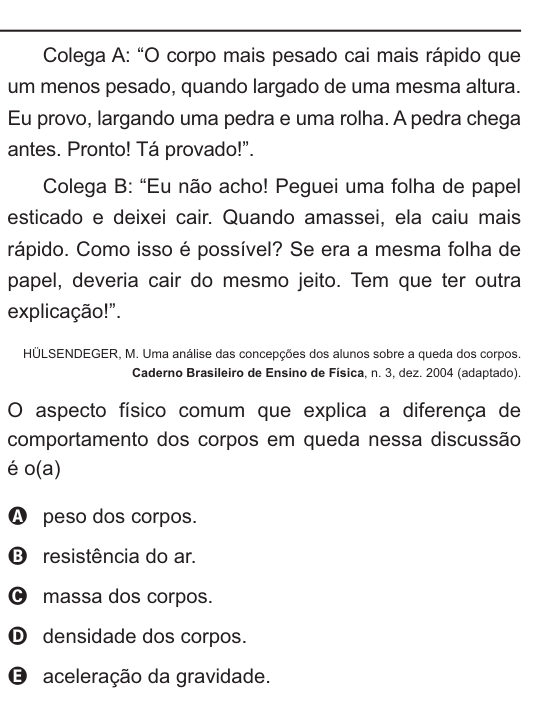 Colega A: “O corpo mais pesado cai mais rápido que
um menos pesado, quando largado de uma mesma altura.
Eu provo, largando uma pedra e uma rolha. A pedra chega
antes. Pronto! Tá provado!”.
Colega B: “Eu não acho! Peguei uma folha de papel
esticado e deixei cair. Quando amassei, ela caiu mais
rápido. Como isso é possível? Se era a mesma folha de
papel, deveria cair do mesmo jeito. Tem que ter outra
explicação!”.
HÜLSENDEGER, M. Uma análise das concepções dos alunos sobre a queda dos corpos.
Caderno Brasileiro de Ensino de Física, n. 3, dez. 2004 (adaptado).
O aspecto físico comum que explica a diferença de
comportamento dos corpos em queda nessa discussão
é o(a)
A peso dos corpos.
B resistência do ar.
C massa dos corpos.
D densidade dos corpos.
E aceleração da gravidade.